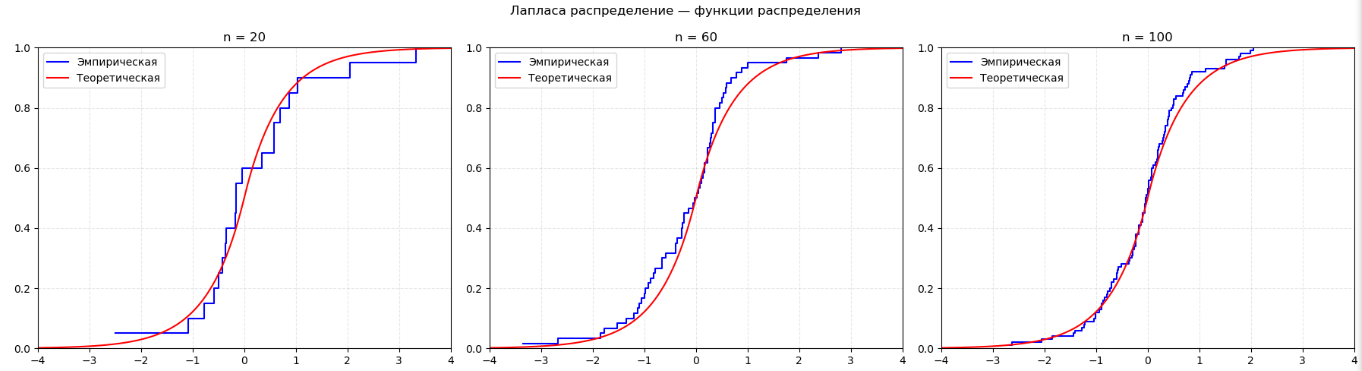 Лапласа распределение — функции распределения
n = 20
1.0
0.8
0.6
0.4
0.2
0.0
Эмпирическая
Теоретическая
−4 −3 −2 −1 0 1 2 3 4
n = 60
1.0
0.8
0.6
0.4
0.2
0.0
Эмпирическая
Теоретическая
−4 −3 −2 −1 0 1 2 3 4
n = 100
1.0
0.8
0.6
0.4
0.2
0.0
Эмпирическая
Теоретическая
−4 −3 −2 −1 0 1 2 3 4